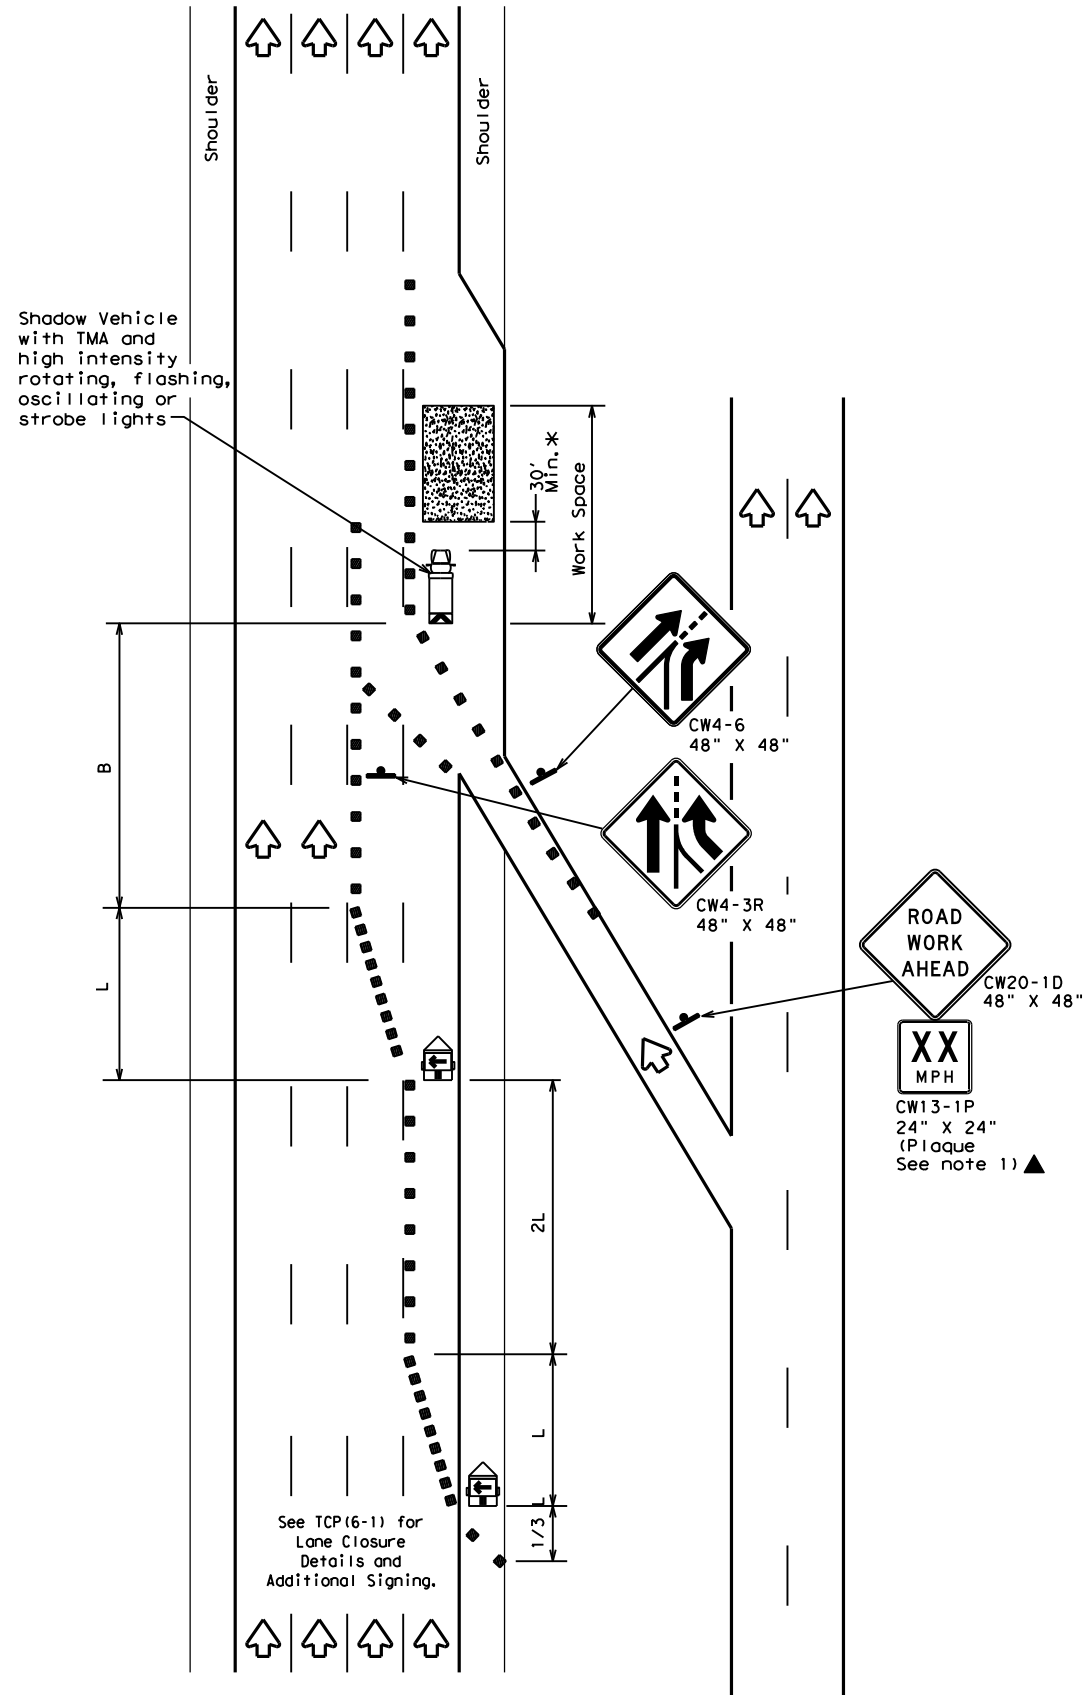 Shoulder
Shoulder
Shadow Vehicle
with TMA and
high intensity
rotating, flashing,
oscillating or
strobe lights
30'
Min.*
Work Space
CW4-6
48" X 48"
B
CW4-3R
48" X 48"
ROAD
WORK
AHEAD
CW20-1D
48" X 48"
L
XX
MPH
CW13-1P
24" X 24"
(Plaque
See note 1)▲
2L
L
1/3 L
See TCP(6-1) for
Lane Closure
Details and
Additional Signing.